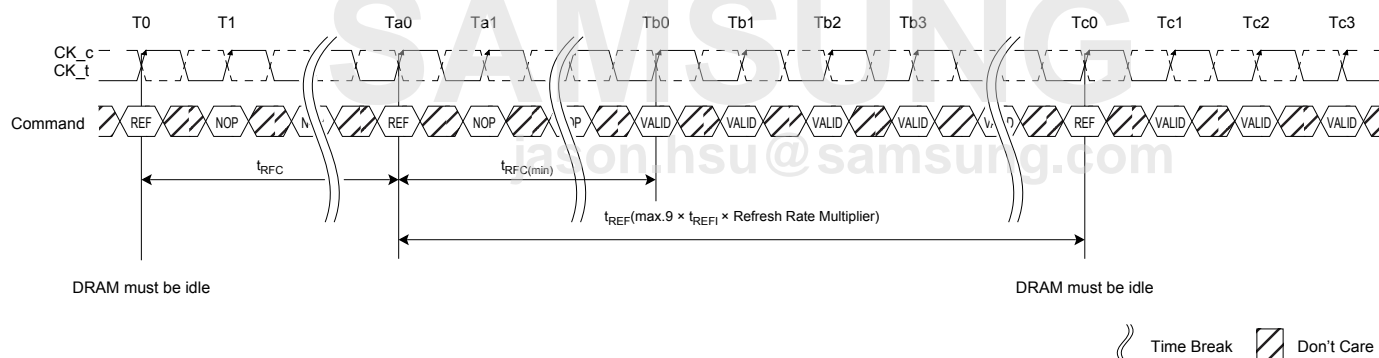 SAMSUNG
T0 T1 Ta0 Ta1 Tb0 Tb1 Tb2 Tb3 Tc0 Tc1 Tc2 Tc3
CK_c
CK_t
Command REF NOP REF NOP VALID VALID VALID VALID REF VALID VALID VALID
jason.hsu@samsung.com
tRFC tRFC(min)
tREF(max.9 × tREFI × Refresh Rate Multiplier)
DRAM must be idle DRAM must be idle
Time Break Don't Care